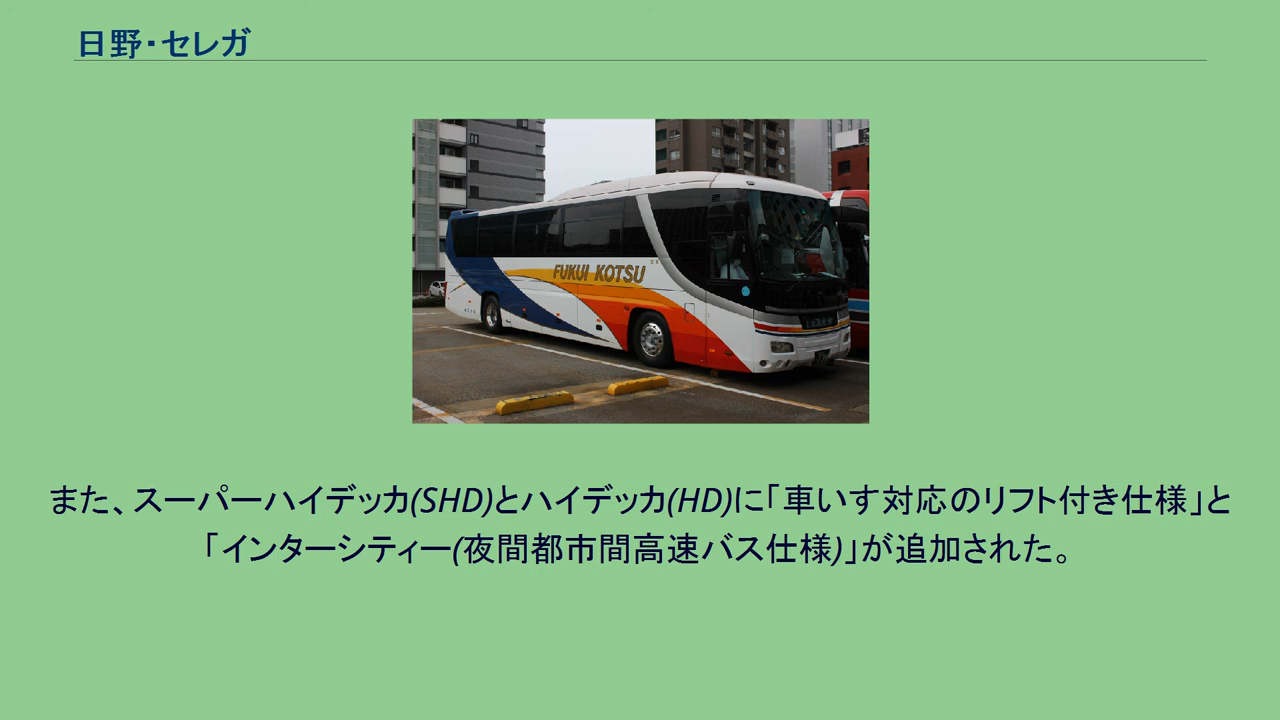 日野・セレガ
FUKUI KOTSU
また、スーパーハイデッカ(SHD)とハイデッカ(HD)に「車いす対応のリフト付き仕様」と
「インターシティー(夜間都市間高速バス仕様)」が追加された。